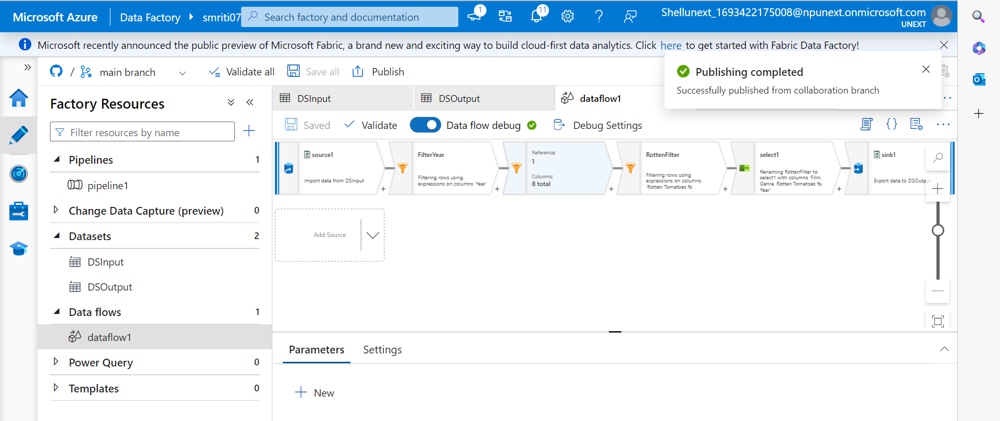 Microsoft Azure
Data Factory
smriti07
Search factory and documentation
1
11
Shellunext_1693422175008@npunext.onmicrosoft.com
UNEXT
Microsoft recently announced the public preview of Microsoft Fabric, a brand new and exciting way to build cloud-first data analytics. Click here to get started with Fabric Data Factory!
/
main branch
Validate all
Save all
Publish
Publishing completed
Successfully published from collaboration branch
Factory Resources
Filter resources by name
Pipelines 1
pipeline1
Change Data Capture (preview) 0
Datasets 2
DSInput
DSOutput
Data flows 1
dataflow1
Power Query 0
Templates 0
DSInput
DSOutput
dataflow1
Saved
Validate
Data flow debug
Debug Settings
source1
Import data from DSInput
FilterYear
Filtering rows using
expressions on columns 'Year'
Reference:
1
Columns:
8 total
RottenFilter
Filtering rows using
expressions on columns
'Rotten Tomatoes %'
select1
Renaming RottenFilter to
select1 with columns 'Film,
Genre, Rotten Tomatoes %,
Year'
sink1
Export data to DSOutput
Add Source
Parameters
Settings
New